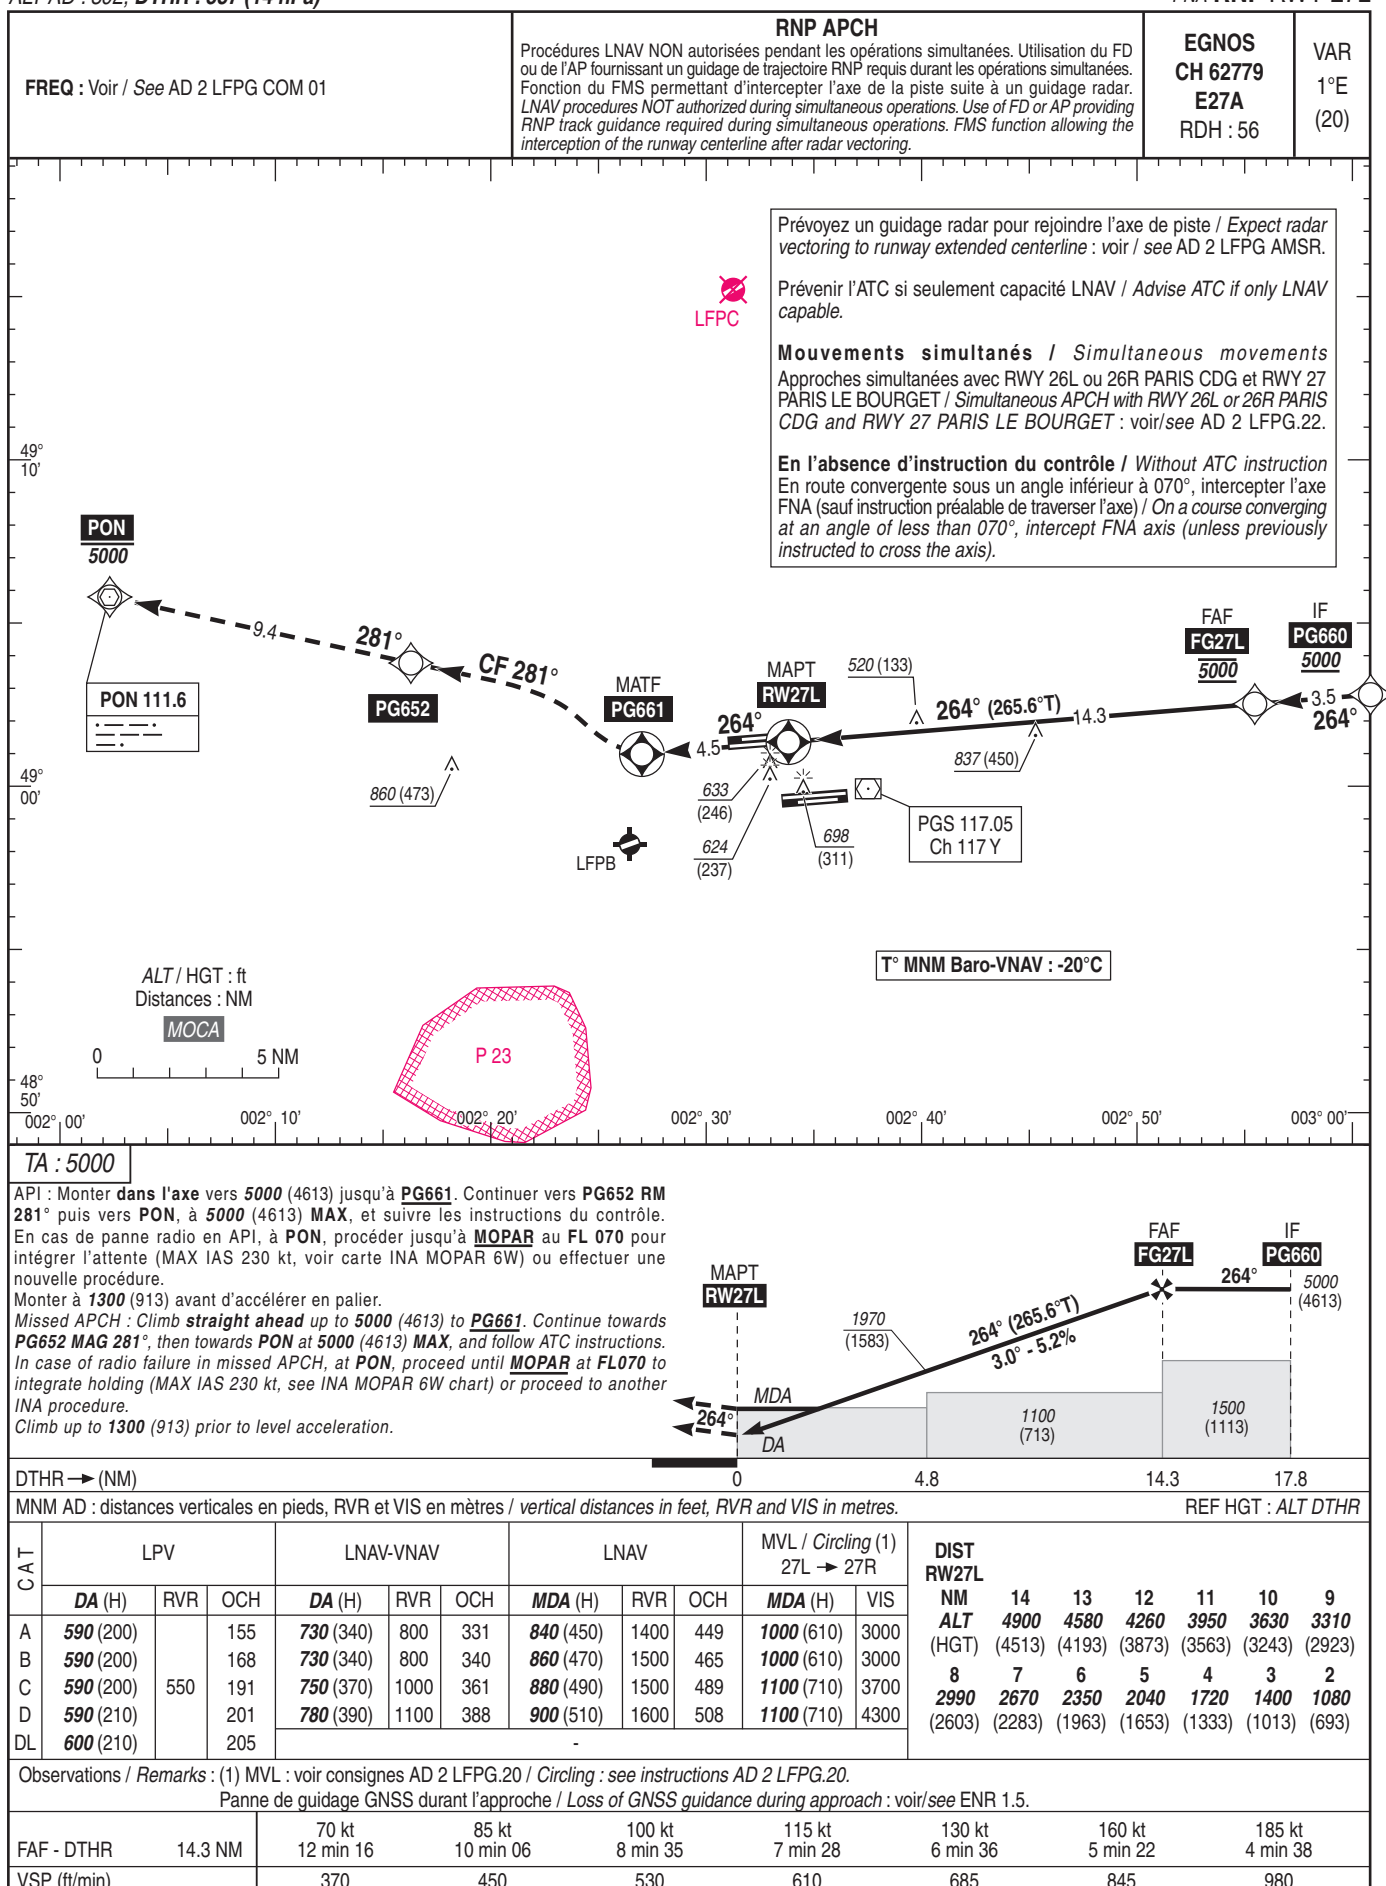 FREQ : Voir / See AD 2 LFPG COM 01
RNP APCH
Procédures LNAV NON autorisées pendant les opérations simultanées. Utilisation du FD
ou de l'AP fournissant un guidage de trajectoire RNP requis durant les opérations simultanées.
Fonction du FMS permettant d'intercepter l'axe de la piste suite à un guidage radar.
LNAV procedures NOT authorized during simultaneous operations. Use of FD or AP providing
RNP track guidance required during simultaneous operations. FMS function allowing the
interception of the runway centerline after radar vectoring.
EGNOS
CH 62779
E27A
RDH : 56
VAR
1°E
(20)
Prévoyez un guidage radar pour rejoindre l'axe de piste / Expect radar
vectoring to runway extended centerline : voir / see AD 2 LFPG AMSR.
Prévenir l'ATC si seulement capacité LNAV / Advise ATC if only LNAV
capable.
Mouvements simultanés / Simultaneous movements
Approches simultanées avec RWY 26L ou 26R PARIS CDG et RWY 27
PARIS LE BOURGET / Simultaneous APCH with RWY 26L or 26R PARIS
CDG and RWY 27 PARIS LE BOURGET : voir/see AD 2 LFPG.22.
En l'absence d'instruction du contrôle / Without ATC instruction
En route convergente sous un angle inférieur à 070°, intercepter l'axe
FNA (sauf instruction préalable de traverser l'axe) / On a course converging
at an angle of less than 070°, intercept FNA axis (unless previously
instructed to cross the axis).
LFPC
49°
10'
PON
5000
9.4
281°
CF 281°
PON 111.6
PG652
MATF
PG661
264°
4.5
MAPT
RW27L
520 (133)
264° (265.6°T)
14.3
837 (450)
FAF
FG27L
5000
IF
PG660
5000
3.5
264°
49°
00'
860 (473)
633
(246)
624
(237)
698
(311)
PGS 117.05
Ch 117 Y
LFPB
T° MNM Baro-VNAV : -20°C
ALT / HGT : ft
Distances : NM
MOCA
0 5 NM
P 23
48°
50'
002° 00' 002° 10' 002° 20' 002° 30' 002° 40' 002° 50' 003° 00'
TA : 5000
API : Monter dans l'axe vers 5000 (4613) jusqu'à PG661. Continuer vers PG652 RM
281° puis vers PON, à 5000 (4613) MAX, et suivre les instructions du contrôle.
En cas de panne radio en API, à PON, procéder jusqu'à MOPAR au FL 070 pour
intégrer l'attente (MAX IAS 230 kt, voir carte INA MOPAR 6W) ou effectuer une
nouvelle procédure.
Monter à 1300 (913) avant d'accélérer en palier.
Missed APCH : Climb straight ahead up to 5000 (4613) to PG661. Continue towards
PG652 MAG 281°, then towards PON at 5000 (4613) MAX, and follow ATC instructions.
In case of radio failure in missed APCH, at PON, proceed until MOPAR at FL070 to
integrate holding (MAX IAS 230 kt, see INA MOPAR 6W chart) or proceed to another
INA procedure.
Climb up to 1300 (913) prior to level acceleration.
MAPT
RW27L
FAF
FG27L
IF
PG660
264°
5000
(4613)
1970
(1583)
264° (265.6°T)
3.0° - 5.2%
MDA
264°
DA
1100
(713)
1500
(1113)
DTHR → (NM) 0 4.8 14.3 17.8
MNM AD : distances verticales en pieds, RVR et VIS en mètres / vertical distances in feet, RVR and VIS in metres. REF HGT : ALT DTHR
CAT LPV LNAV-VNAV LNAV MVL / Circling (1)
27L → 27R
DA (H) RVR OCH DA (H) RVR OCH MDA (H) RVR OCH MDA (H) VIS
A 590 (200) 155 730 (340) 800 331 840 (450) 1400 449 1000 (610) 3000
B 590 (200) 168 730 (340) 800 340 860 (470) 1500 465 1000 (610) 3000
C 590 (200) 550 191 750 (370) 1000 361 880 (490) 1500 489 1100 (710) 3700
D 590 (210) 201 780 (390) 1100 388 900 (510) 1600 508 1100 (710) 4300
DL 600 (210) 205 -
DIST
RW27L
NM 14 13 12 11 10 9
ALT 4900 4580 4260 3950 3630 3310
(HGT) (4513) (4193) (3873) (3563) (3243) (2923)
8 7 6 5 4 3 2
2990 2670 2350 2040 1720 1400 1080
(2603) (2283) (1963) (1653) (1333) (1013) (693)
Observations / Remarks : (1) MVL : voir consignes AD 2 LFPG.20 / Circling : see instructions AD 2 LFPG.20.
Panne de guidage GNSS durant l'approche / Loss of GNSS guidance during approach : voir/see ENR 1.5.
70 kt 85 kt 100 kt 115 kt 130 kt 160 kt 185 kt
FAF - DTHR 14.3 NM 12 min 16 10 min 06 8 min 35 7 min 28 6 min 36 5 min 22 4 min 38
VSP (ft/min) 370 450 530 610 685 845 980